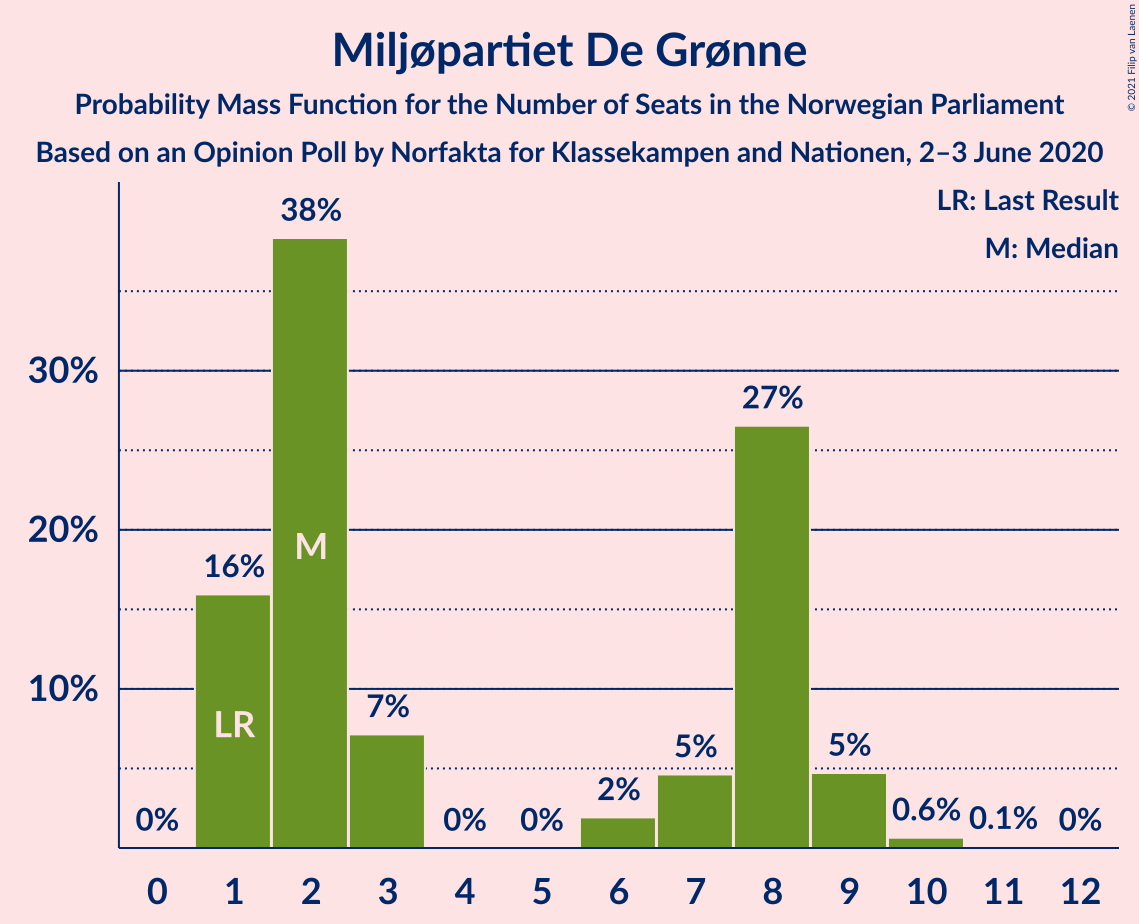 Miljøpartiet De Grønne
Probability Mass Function for the Number of Seats in the Norwegian Parliament
Based on an Opinion Poll by Norfakta for Klassekampen and Nationen, 2–3 June 2020
© 2021 Filip van Laenen
LR: Last Result
M: Median
38%
30%
27%
20%
M
16%
10%
7%
LR
5%
5%
2%
0.6%
0.1%
0%
0%
0%
0%
0 1 2 3 4 5 6 7 8 9 10 11 12